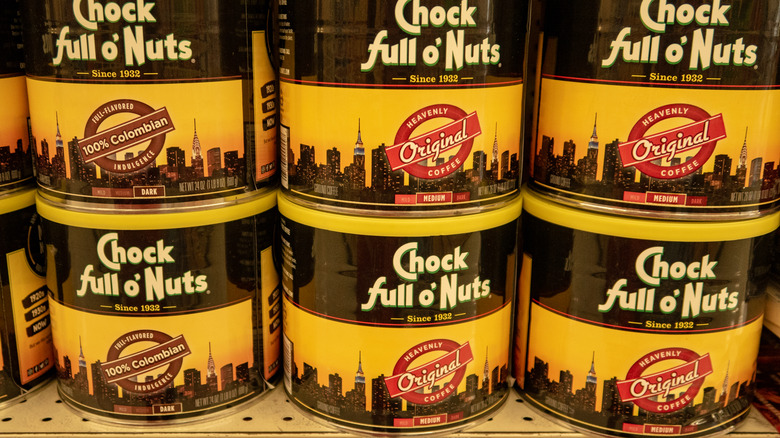 Chock
full o'Nuts®
Since 1932
FULL-FLAVORED
100% Colombian
INDULGENCE
DARK
Chock
full o'Nuts®
Since 1932
HEAVENLY
Original
COFFEE
MEDIUM
Chock
full o'Nuts®
Since 1932
HEAVENLY
Original
COFFEE
MEDIUM
Chock
full o'Nuts®
Since 1932
FULL-FLAVORED
100% Colombian
INDULGENCE
DARK
Chock
full o'Nuts®
Since 1932
HEAVENLY
Original
COFFEE
MEDIUM
Chock
full o'Nuts®
Since 1932
HEAVENLY
Original
COFFEE
MEDIUM
1920s
1930s
NOW